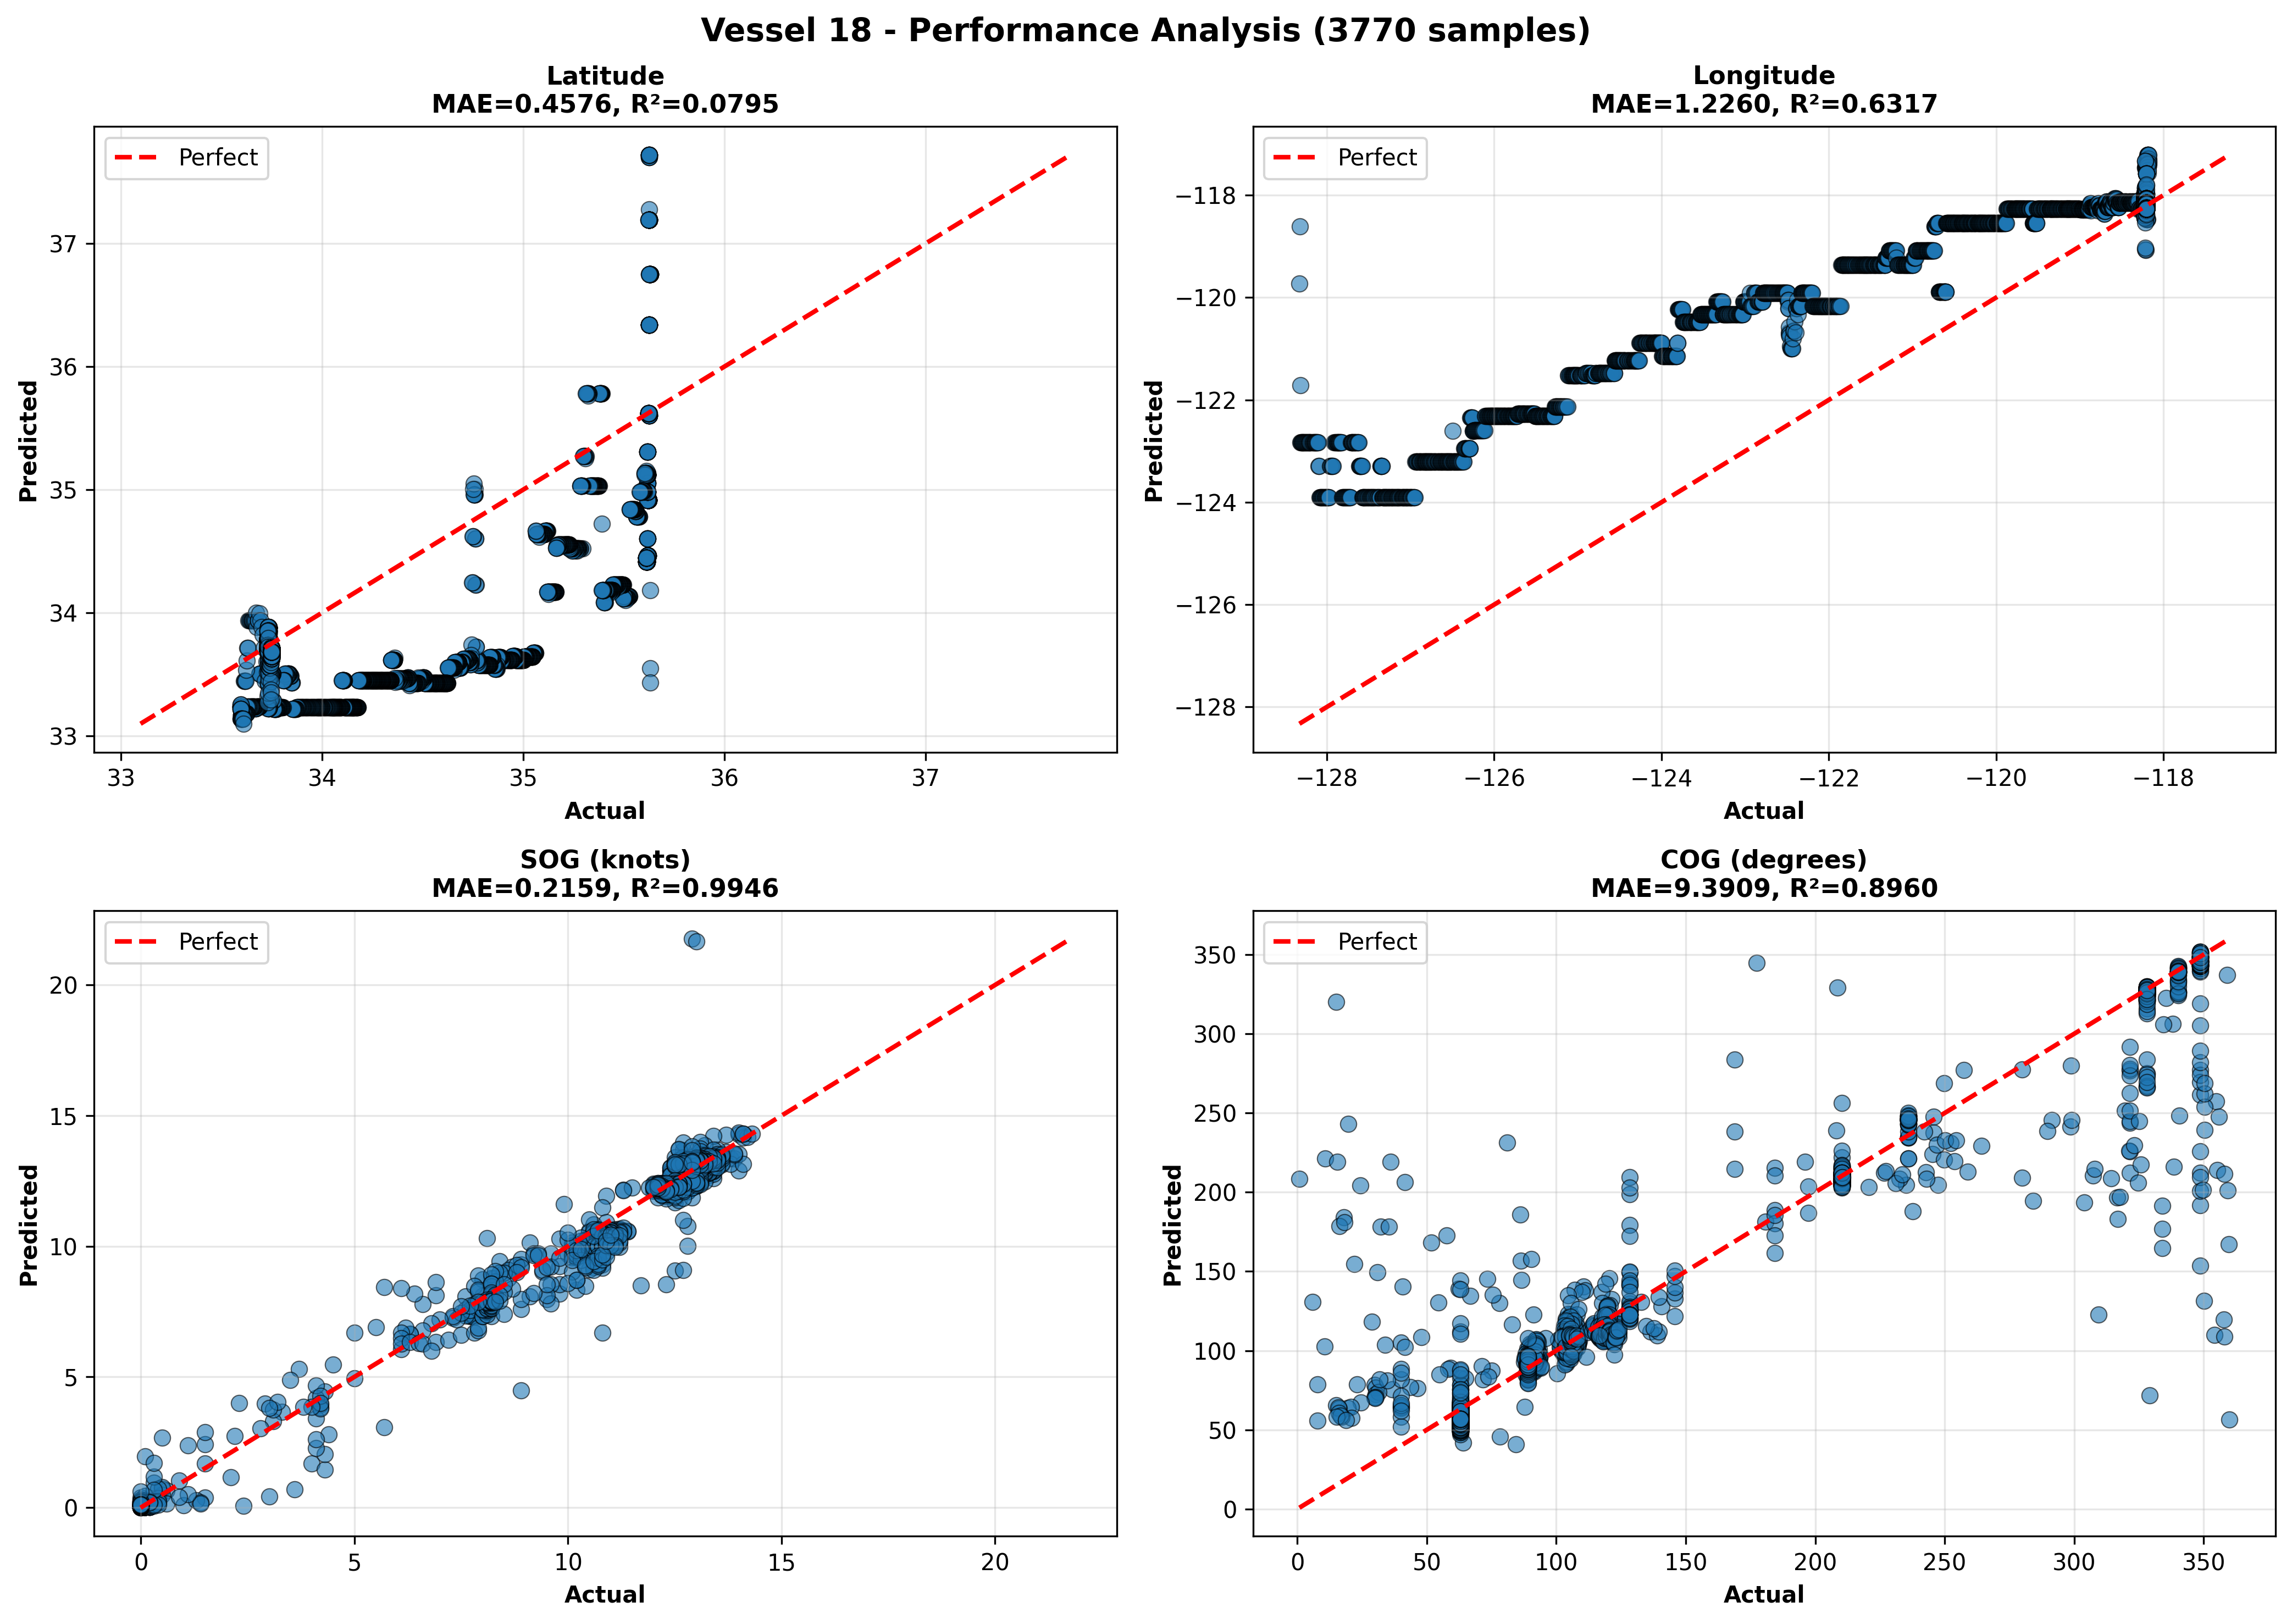 Vessel 18 - Performance Analysis (3770 samples)
Latitude
MAE=0.4576, R²=0.0795
Perfect
37
36
35
34
33
Predicted
33 34 35 36 37
Actual
Longitude
MAE=1.2260, R²=0.6317
Perfect
−118
−120
−122
−124
−126
−128
Predicted
−128 −126 −124 −122 −120 −118
Actual
SOG (knots)
MAE=0.2159, R²=0.9946
Perfect
20
15
10
5
0
Predicted
0 5 10 15 20
Actual
COG (degrees)
MAE=9.3909, R²=0.8960
Perfect
350
300
250
200
150
100
50
0
Predicted
0 50 100 150 200 250 300 350
Actual